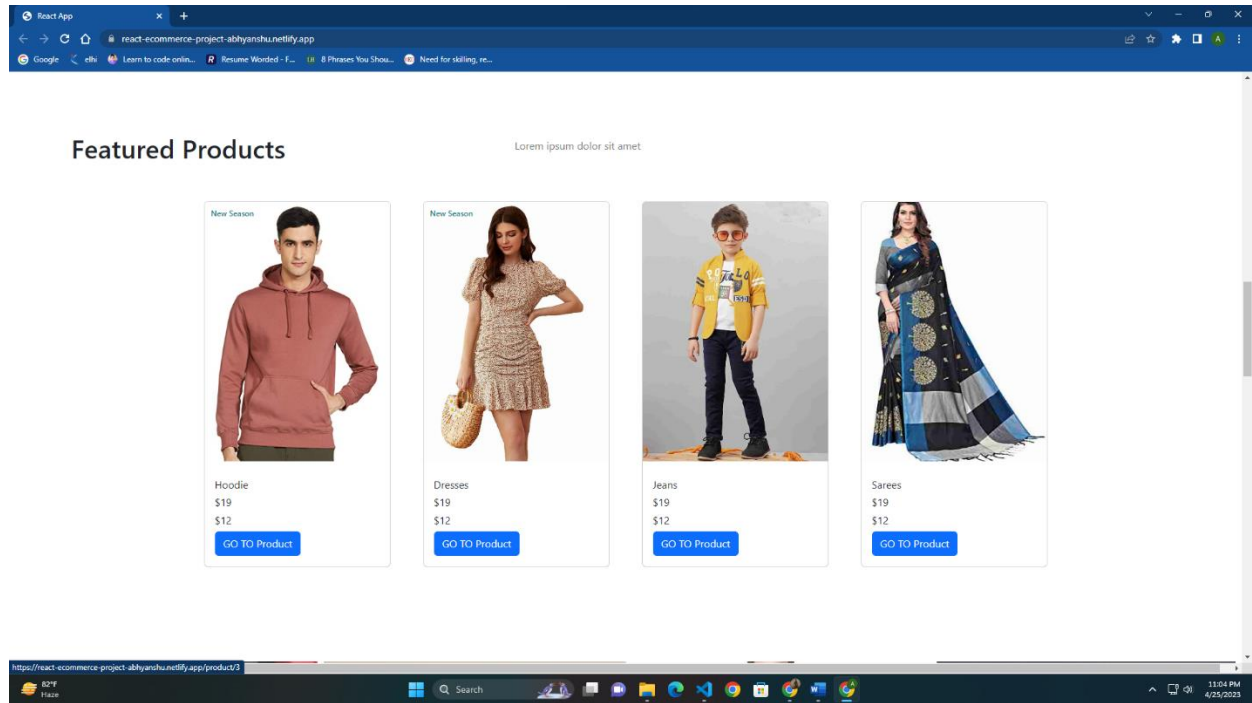 React App
react-ecommerce-project-abhyanshu.netlify.app
A
Google
elhi
Learn to code onlin...
Resume Worded - F...
8 Phrases You Shou...
Need for skilling, re...
Featured Products
Lorem ipsum dolor sit amet
New Season
New Season
Hoodie
$19
$12
GO TO Product
Dresses
$19
$12
GO TO Product
Jeans
$19
$12
GO TO Product
Sarees
$19
$12
GO TO Product
https://react-ecommerce-project-abhyanshu.netlify.app/product/3
82°F
Haze
Search
11:04 PM
4/25/2023